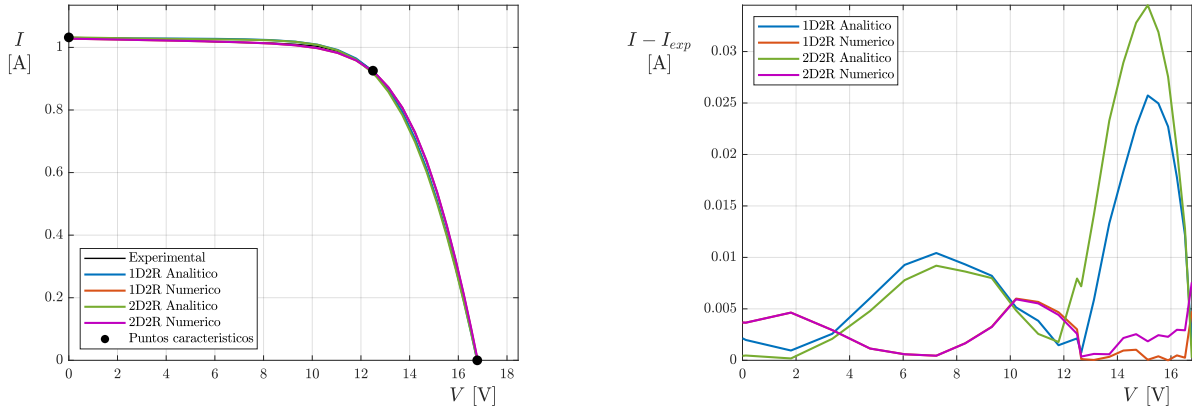 I
[A]
1
0.8
0.6
0.4
0.2
0
Experimental
1D2R Analitico
1D2R Numerico
2D2R Analitico
2D2R Numerico
Puntos caracteristicos
0 2 4 6 8 10 12 14 16 18
V [V]
I − I_exp
[A]
0.03
0.025
0.02
0.015
0.01
0.005
0
1D2R Analitico
1D2R Numerico
2D2R Analitico
2D2R Numerico
0 2 4 6 8 10 12 14 16
V [V]